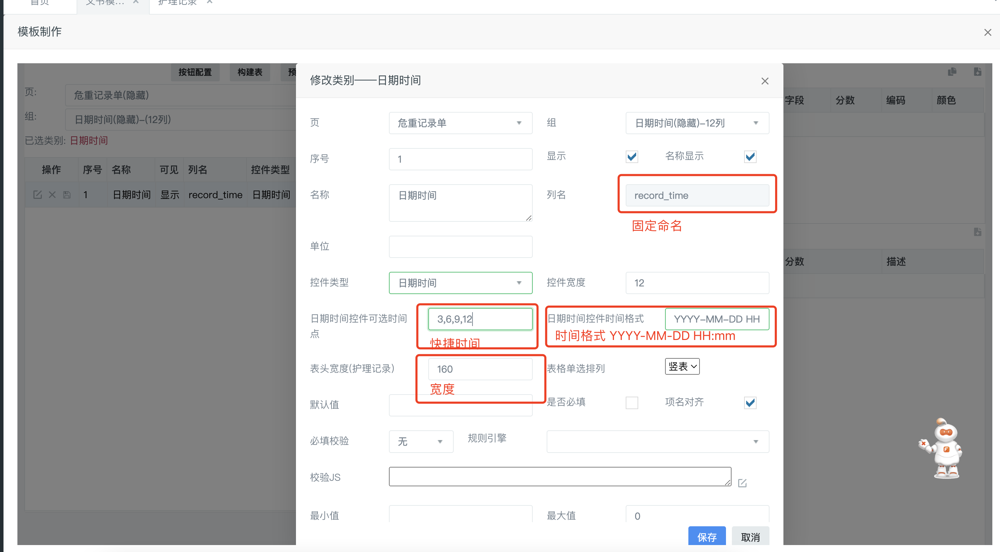 首页 文书模... × 护理记录 ×
模板制作
按钮配置 构建表 预
页: 危重记录单(隐藏)
组: 日期时间(隐藏)-(12列)
已选类别: 日期时间
操作 序号 名称 可见 列名 控件类型
1 日期时间 显示 record_time 日期时间
修改类别——日期时间
页 危重记录单 组 日期时间(隐藏)-12列
序号 1 显示 名称显示
名称 日期时间 列名 record_time
固定命名
单位
控件类型 日期时间 控件宽度 12
日期时间控件可选时间点 3,6,9,12 日期时间控件时间格式 YYYY-MM-DD HH
快捷时间 时间格式 YYYY-MM-DD HH:mm
表头宽度(护理记录) 160 表格单选排列 竖表
宽度
默认值 是否必填 项名对齐
必填校验 无 规则引擎
校验JS
最小值 最大值 0
保存 取消
字段 分数 编码 颜色
分数 描述
F